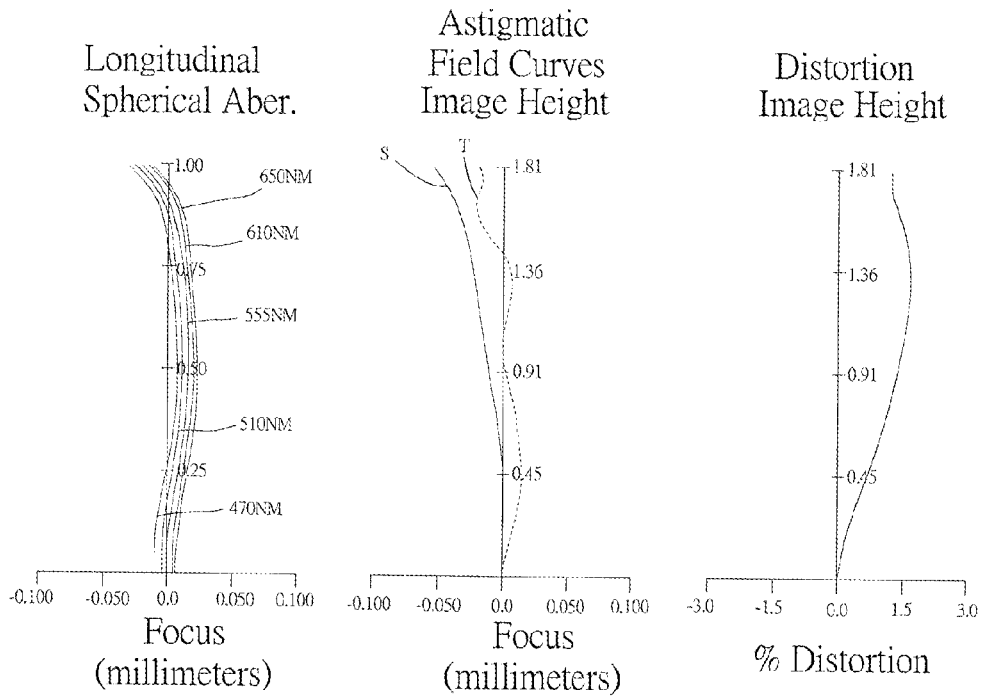 Longitudinal
Spherical Aber.
1.00
650NM
610NM
0.75
555NM
0.50
510NM
0.25
470NM
-0.100 -0.050 0.0 0.050 0.100
Focus
(millimeters)
Astigmatic
Field Curves
Image Height
S T
1.81
1.36
0.91
0.45
-0.100 -0.050 0.0 0.050 0.100
Focus
(millimeters)
Distortion
Image Height
1.81
1.36
0.91
0.45
-3.0 -1.5 0.0 1.5 3.0
% Distortion